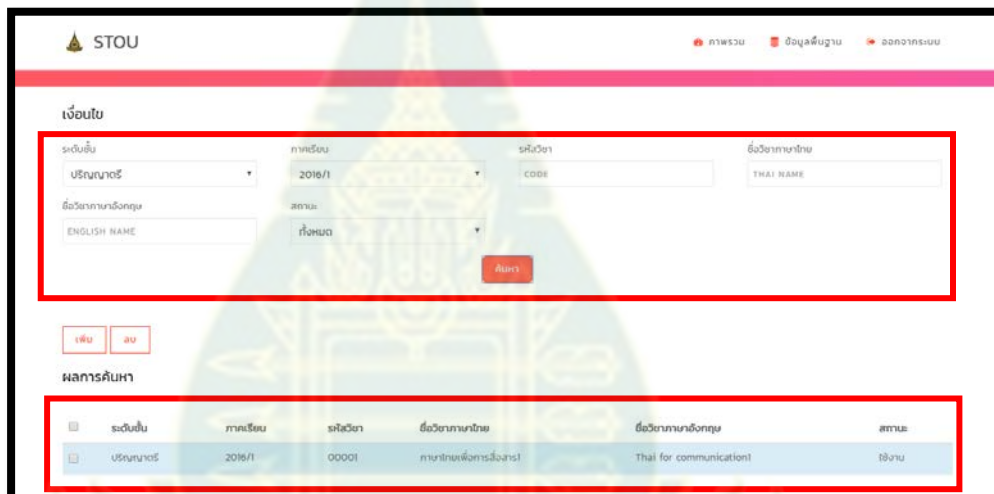 STOU
ภาพรวม ข้อมูลพื้นฐาน ออกจากระบบ
เงื่อนไข
ระดับชั้น ภาคเรียน รหัสวิชา ชื่อวิชาภาษาไทย
ปริญญาตรี 2016/1 CODE THAI NAME
ชื่อวิชาภาษาอังกฤษ สถานะ
ENGLISH NAME ทั้งหมด
ค้นหา
เพิ่ม ลบ
ผลการค้นหา
ระดับชั้น ภาคเรียน รหัสวิชา ชื่อวิชาภาษาไทย ชื่อวิชาภาษาอังกฤษ สถานะ
ปริญญาตรี 2016/1 00001 ภาษาไทยเพื่อการสื่อสาร1 Thai for communication1 ใช้งาน